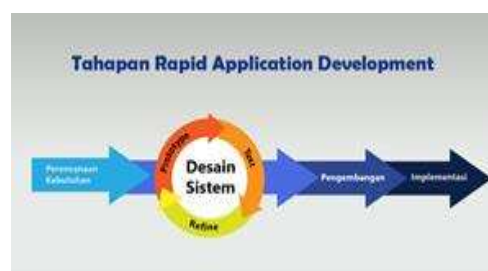 Tahapan Rapid Application Development
Perencanaan
Kebutuhan
Prototype
Test
Desain
Sistem
Refine
Pengembangan
Implementasi